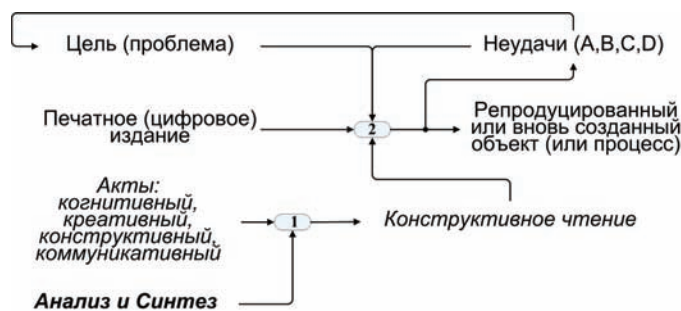 Цель (проблема)
Неудачи (A,B,C,D)
Печатное (цифровое)
издание
2
Репродуцированный
или вновь созданный
объект (или процесс)
Акты:
когнитивный,
креативный,
конструктивный,
коммуникативный
1
Конструктивное чтение
Анализ и Синтез